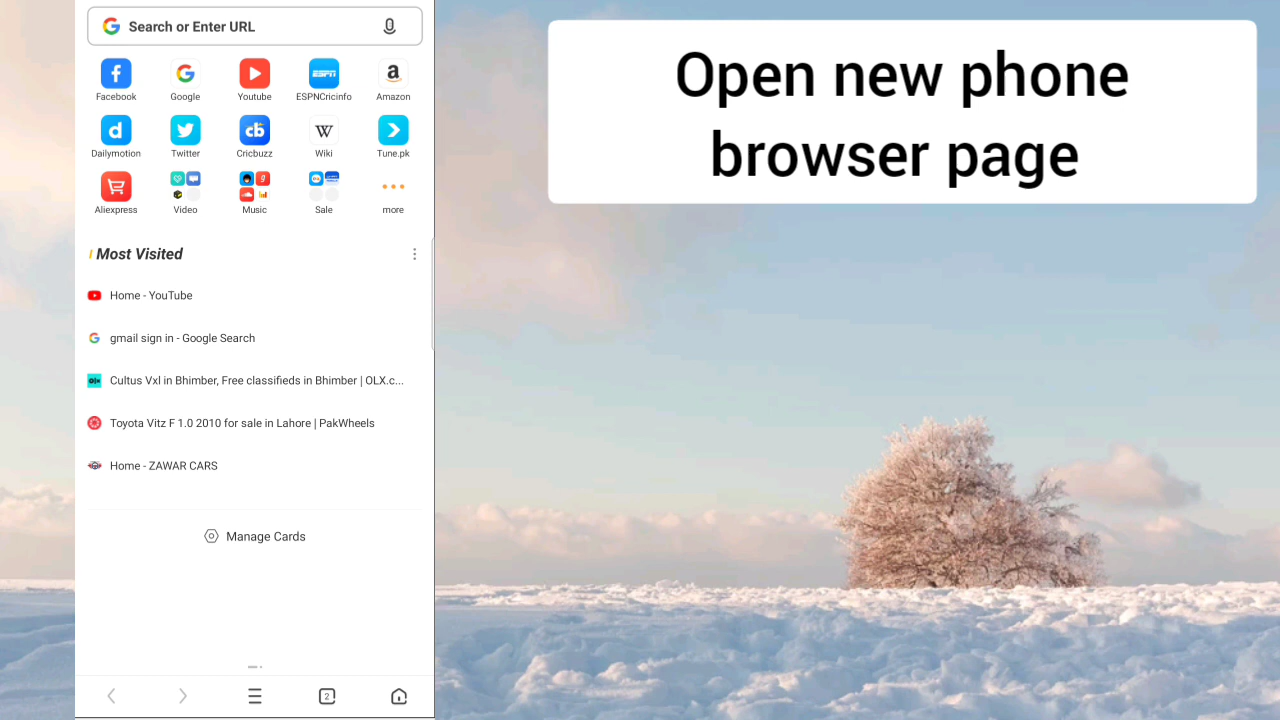 Search or Enter URL
Facebook
Google
Youtube
ESPNCricinfo
Amazon
Dailymotion
Twitter
Cricbuzz
Wiki
Tune.pk
Aliexpress
Video
Music
Sale
more
Most Visited
Home - YouTube
gmail sign in - Google Search
Cultus Vxl in Bhimber, Free classifieds in Bhimber | OLX.c...
Toyota Vitz F 1.0 2010 for sale in Lahore | PakWheels
Home - ZAWAR CARS
Manage Cards
2
Open new phone
browser page